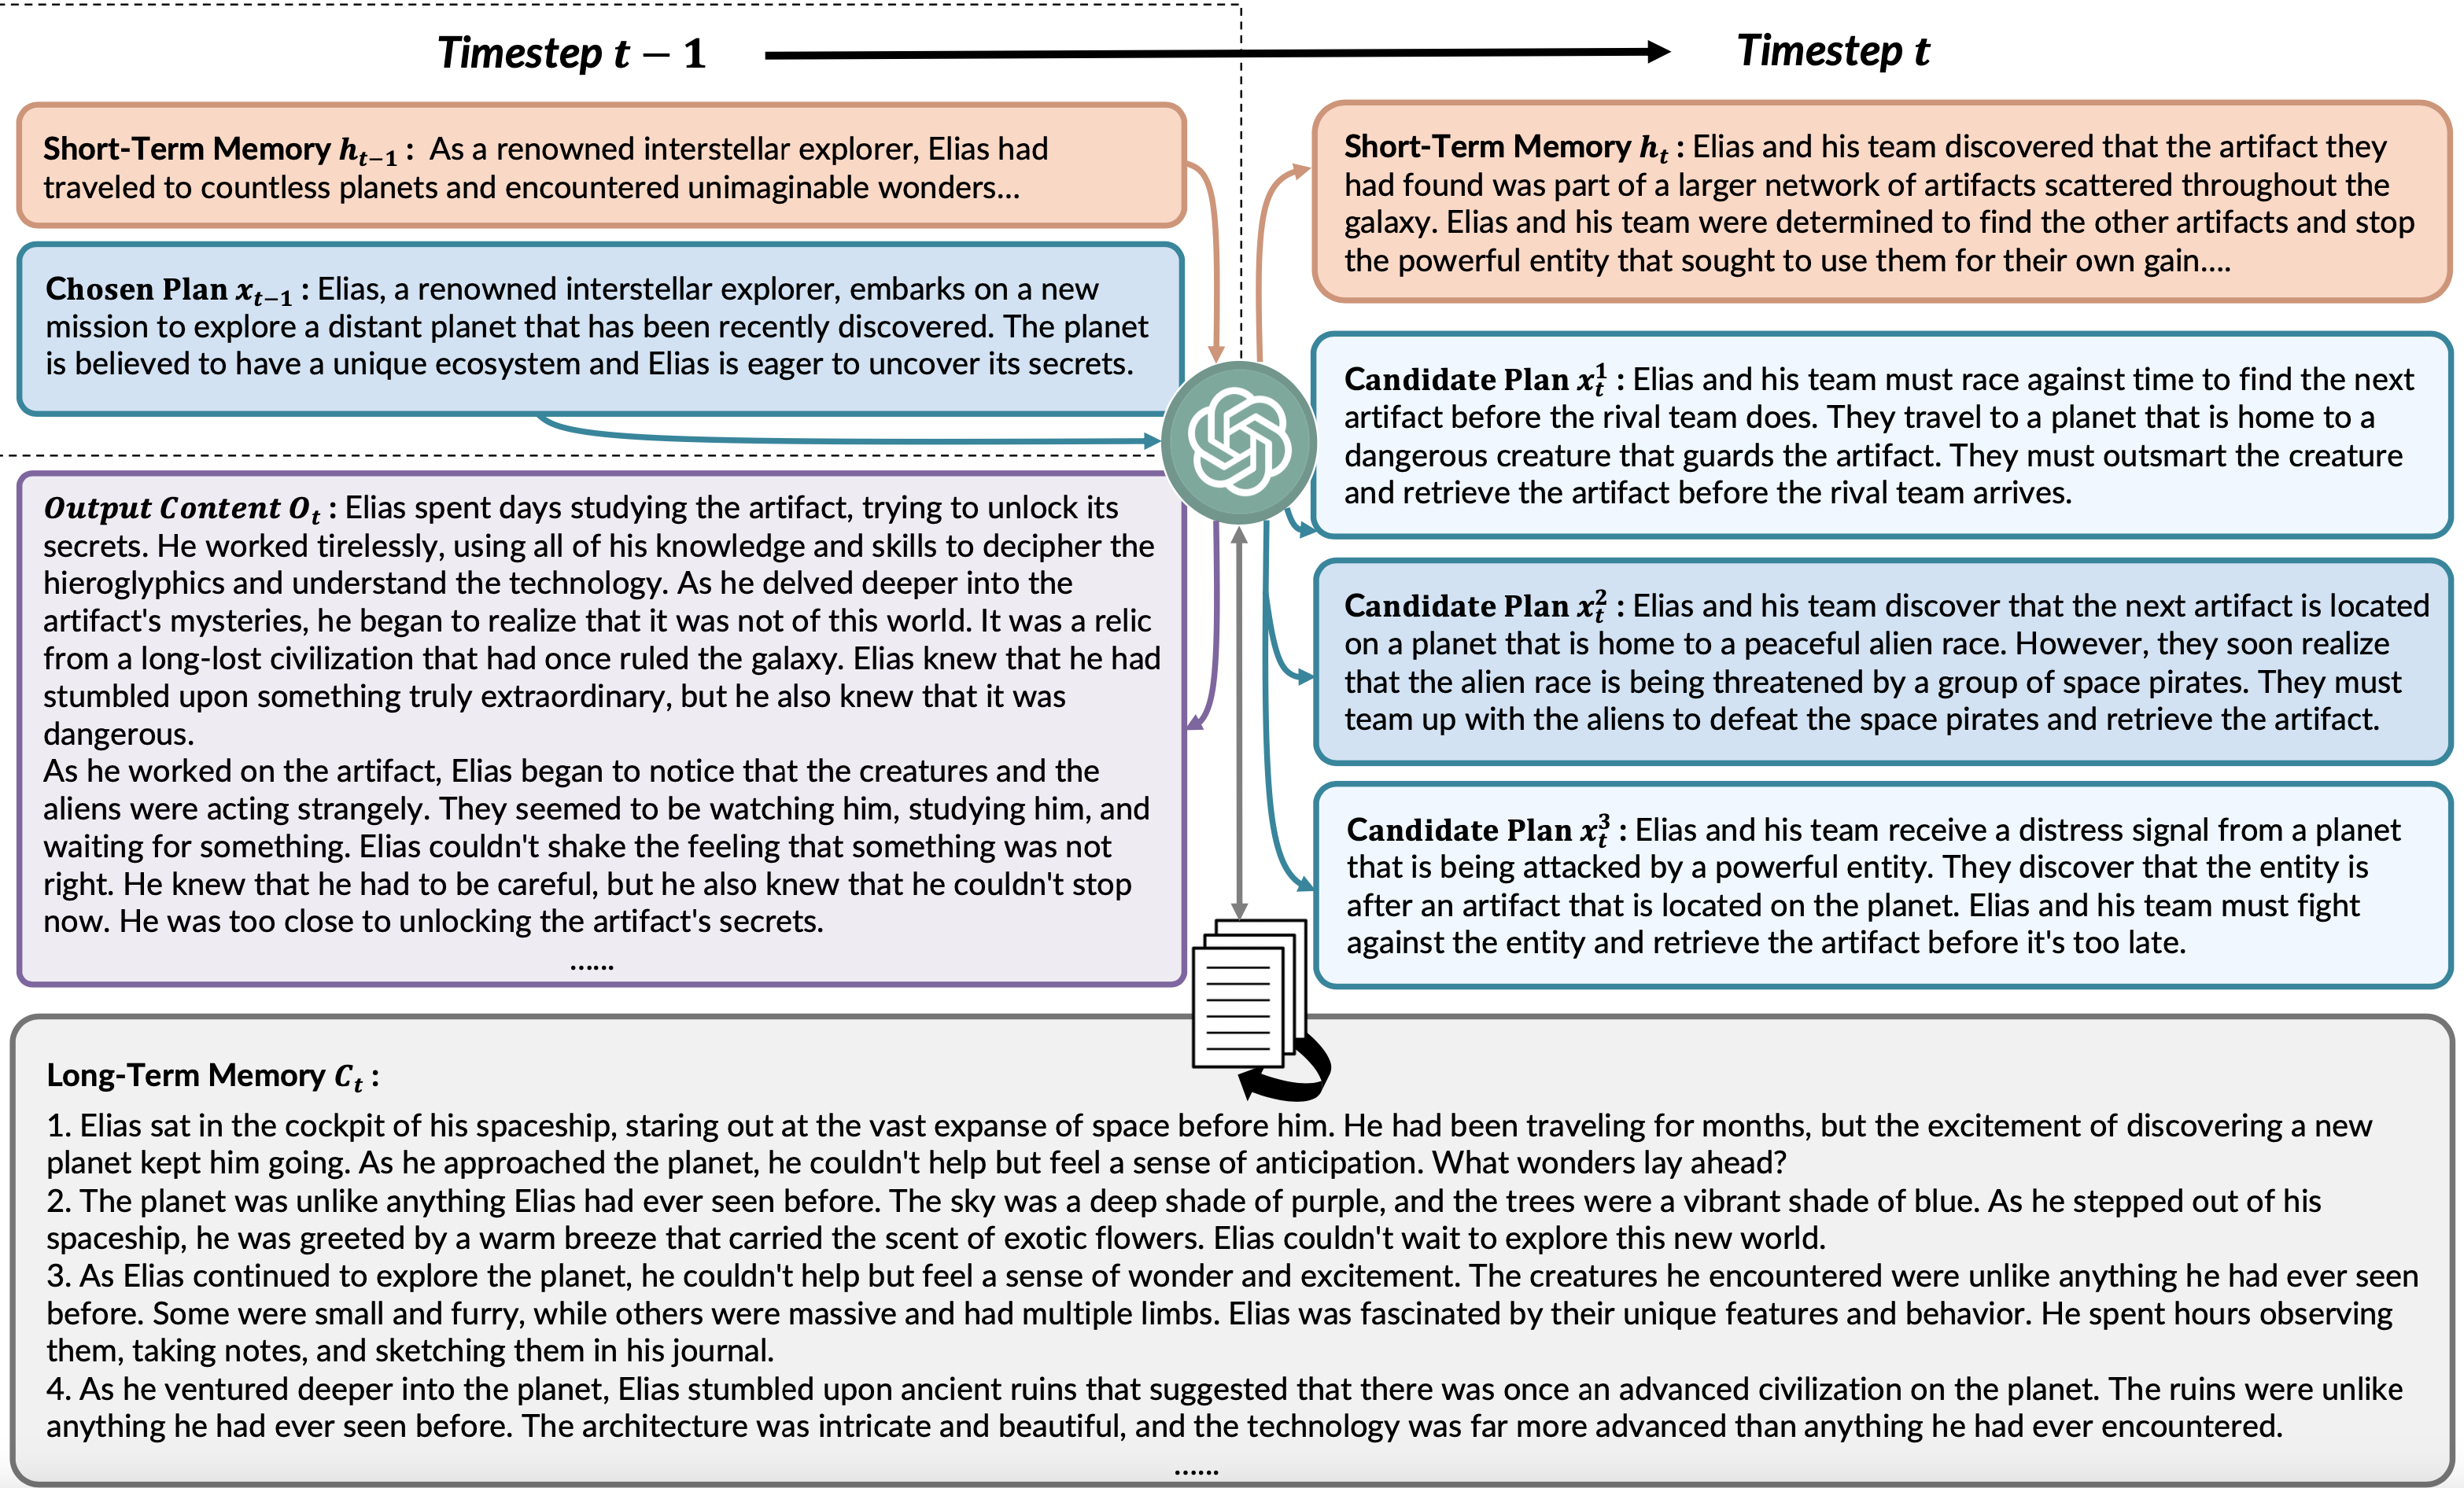 Timestep t − 1
Timestep t
Short-Term Memory h_{t−1} : As a renowned interstellar explorer, Elias had
traveled to countless planets and encountered unimaginable wonders...
Chosen Plan x_{t−1} : Elias, a renowned interstellar explorer, embarks on a new
mission to explore a distant planet that has been recently discovered. The planet
is believed to have a unique ecosystem and Elias is eager to uncover its secrets.
Output Content O_t : Elias spent days studying the artifact, trying to unlock its
secrets. He worked tirelessly, using all of his knowledge and skills to decipher the
hieroglyphics and understand the technology. As he delved deeper into the
artifact's mysteries, he began to realize that it was not of this world. It was a relic
from a long-lost civilization that had once ruled the galaxy. Elias knew that he had
stumbled upon something truly extraordinary, but he also knew that it was
dangerous.
As he worked on the artifact, Elias began to notice that the creatures and the
aliens were acting strangely. They seemed to be watching him, studying him, and
waiting for something. Elias couldn't shake the feeling that something was not
right. He knew that he had to be careful, but he also knew that he couldn't stop
now. He was too close to unlocking the artifact's secrets.
......
Short-Term Memory h_t : Elias and his team discovered that the artifact they
had found was part of a larger network of artifacts scattered throughout the
galaxy. Elias and his team were determined to find the other artifacts and stop
the powerful entity that sought to use them for their own gain....
Candidate Plan x_t^1 : Elias and his team must race against time to find the next
artifact before the rival team does. They travel to a planet that is home to a
dangerous creature that guards the artifact. They must outsmart the creature
and retrieve the artifact before the rival team arrives.
Candidate Plan x_t^2 : Elias and his team discover that the next artifact is located
on a planet that is home to a peaceful alien race. However, they soon realize
that the alien race is being threatened by a group of space pirates. They must
team up with the aliens to defeat the space pirates and retrieve the artifact.
Candidate Plan x_t^3 : Elias and his team receive a distress signal from a planet
that is being attacked by a powerful entity. They discover that the entity is
after an artifact that is located on the planet. Elias and his team must fight
against the entity and retrieve the artifact before it's too late.
Long-Term Memory C_t :
1. Elias sat in the cockpit of his spaceship, staring out at the vast expanse of space before him. He had been traveling for months, but the excitement of discovering a new
planet kept him going. As he approached the planet, he couldn't help but feel a sense of anticipation. What wonders lay ahead?
2. The planet was unlike anything Elias had ever seen before. The sky was a deep shade of purple, and the trees were a vibrant shade of blue. As he stepped out of his
spaceship, he was greeted by a warm breeze that carried the scent of exotic flowers. Elias couldn't wait to explore this new world.
3. As Elias continued to explore the planet, he couldn't help but feel a sense of wonder and excitement. The creatures he encountered were unlike anything he had ever seen
before. Some were small and furry, while others were massive and had multiple limbs. Elias was fascinated by their unique features and behavior. He spent hours observing
them, taking notes, and sketching them in his journal.
4. As he ventured deeper into the planet, Elias stumbled upon ancient ruins that suggested that there was once an advanced civilization on the planet. The ruins were unlike
anything he had ever seen before. The architecture was intricate and beautiful, and the technology was far more advanced than anything he had ever encountered.
......